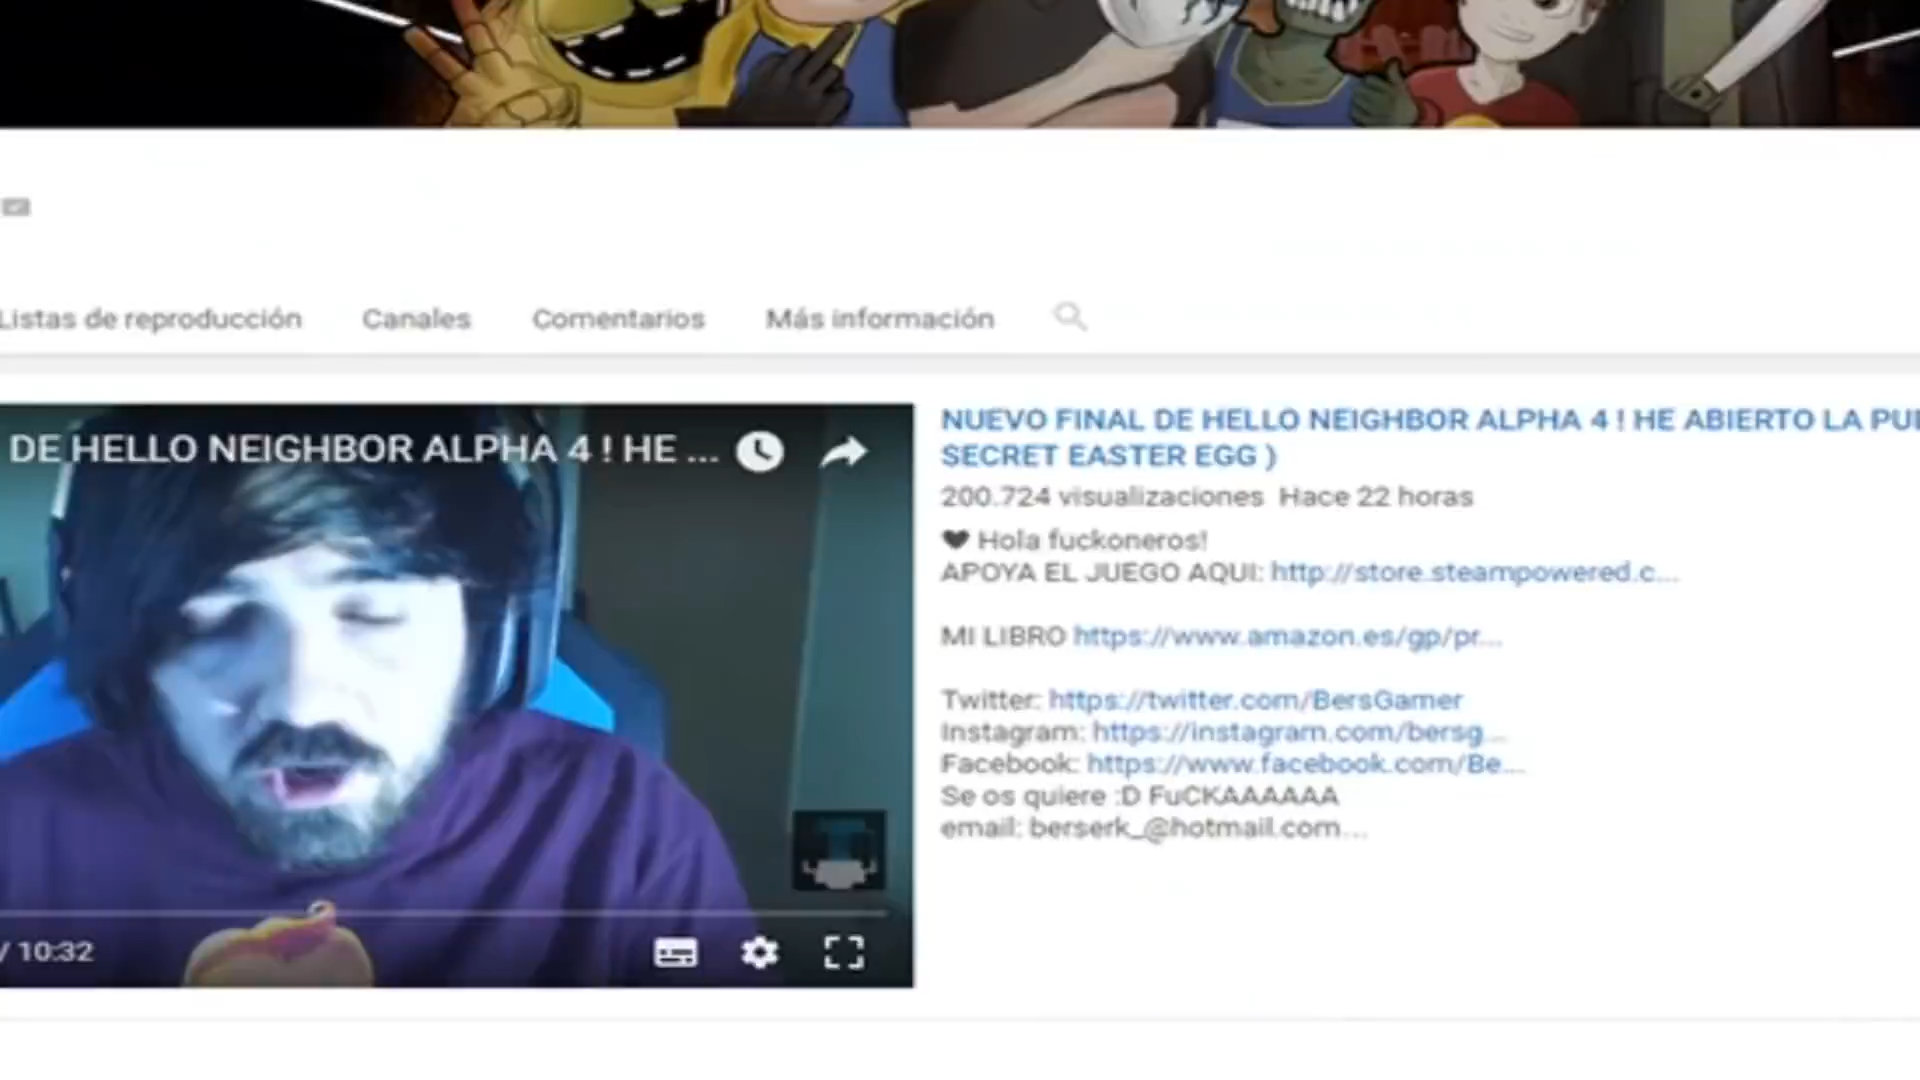 Listas de reproducción Canales Comentarios Más información
DE HELLO NEIGHBOR ALPHA 4 ! HE ...
/ 10:32
NUEVO FINAL DE HELLO NEIGHBOR ALPHA 4 ! HE ABIERTO LA
SECRET EASTER EGG )
200.724 visualizaciones Hace 22 horas
Hola fuckoneros!
APOYA EL JUEGO AQUI: http://store.steampowered.c...
MI LIBRO https://www.amazon.es/gp/pr...
Twitter: https://twitter.com/BersGamer
Instagram: https://instagram.com/bersg...
Facebook: https://www.facebook.com/Be...
Se os quiere :D FuCKAAAAAA
email: berserk_@hotmail.com...